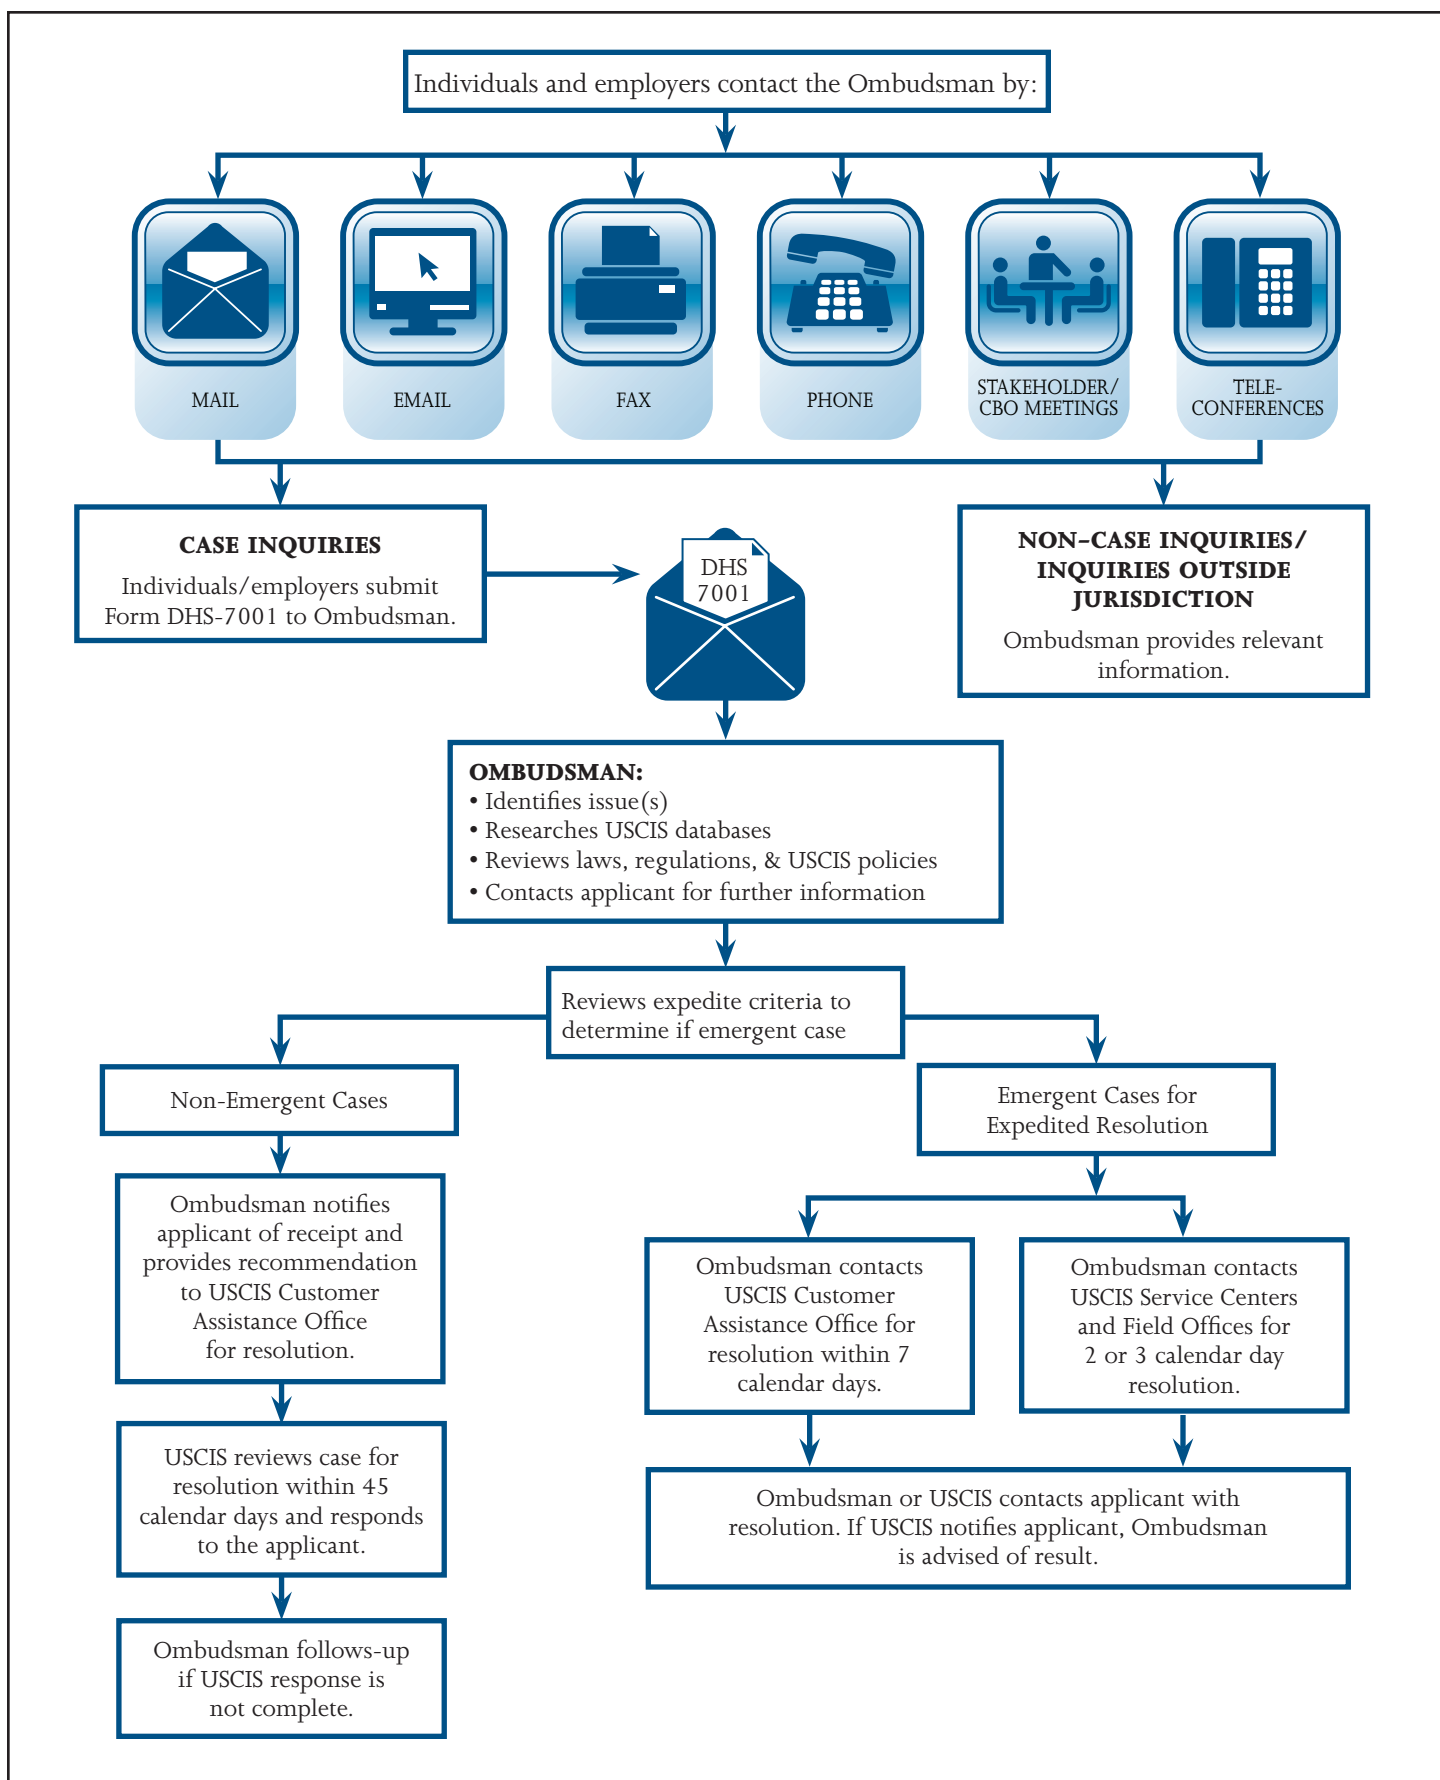 Individuals and employers contact the Ombudsman by:
MAIL
EMAIL
FAX
PHONE
STAKEHOLDER/
CBO MEETINGS
TELE-
CONFERENCES
CASE INQUIRIES
Individuals/employers submit
Form DHS-7001 to Ombudsman.
DHS
7001
NON–CASE INQUIRIES/
INQUIRIES OUTSIDE
JURISDICTION
Ombudsman provides relevant
information.
OMBUDSMAN:
• Identifies issue(s)
• Researches USCIS databases
• Reviews laws, regulations, & USCIS policies
• Contacts applicant for further information
Reviews expedite criteria to
determine if emergent case
Non-Emergent Cases
Ombudsman notifies
applicant of receipt and
provides recommendation
to USCIS Customer
Assistance Office
for resolution.
USCIS reviews case for
resolution within 45
calendar days and responds
to the applicant.
Ombudsman follows-up
if USCIS response is
not complete.
Emergent Cases for
Expedited Resolution
Ombudsman contacts
USCIS Customer
Assistance Office for
resolution within 7
calendar days.
Ombudsman contacts
USCIS Service Centers
and Field Offices for
2 or 3 calendar day
resolution.
Ombudsman or USCIS contacts applicant with
resolution. If USCIS notifies applicant, Ombudsman
is advised of result.